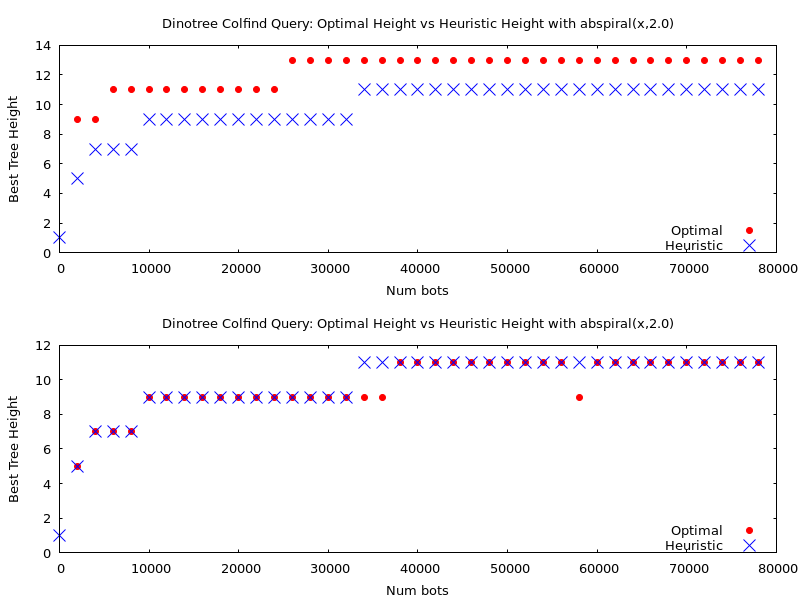 Dinotree Colfind Query: Optimal Height vs Heuristic Height with abspiral(x,2.0)
14
12
10
8
6
4
2
0
Best Tree Height
Optimal
Heuristic
0 10000 20000 30000 40000 50000 60000 70000 80000
Num bots
Dinotree Colfind Query: Optimal Height vs Heuristic Height with abspiral(x,2.0)
12
10
8
6
4
2
0
Best Tree Height
Optimal
Heuristic
0 10000 20000 30000 40000 50000 60000 70000 80000
Num bots